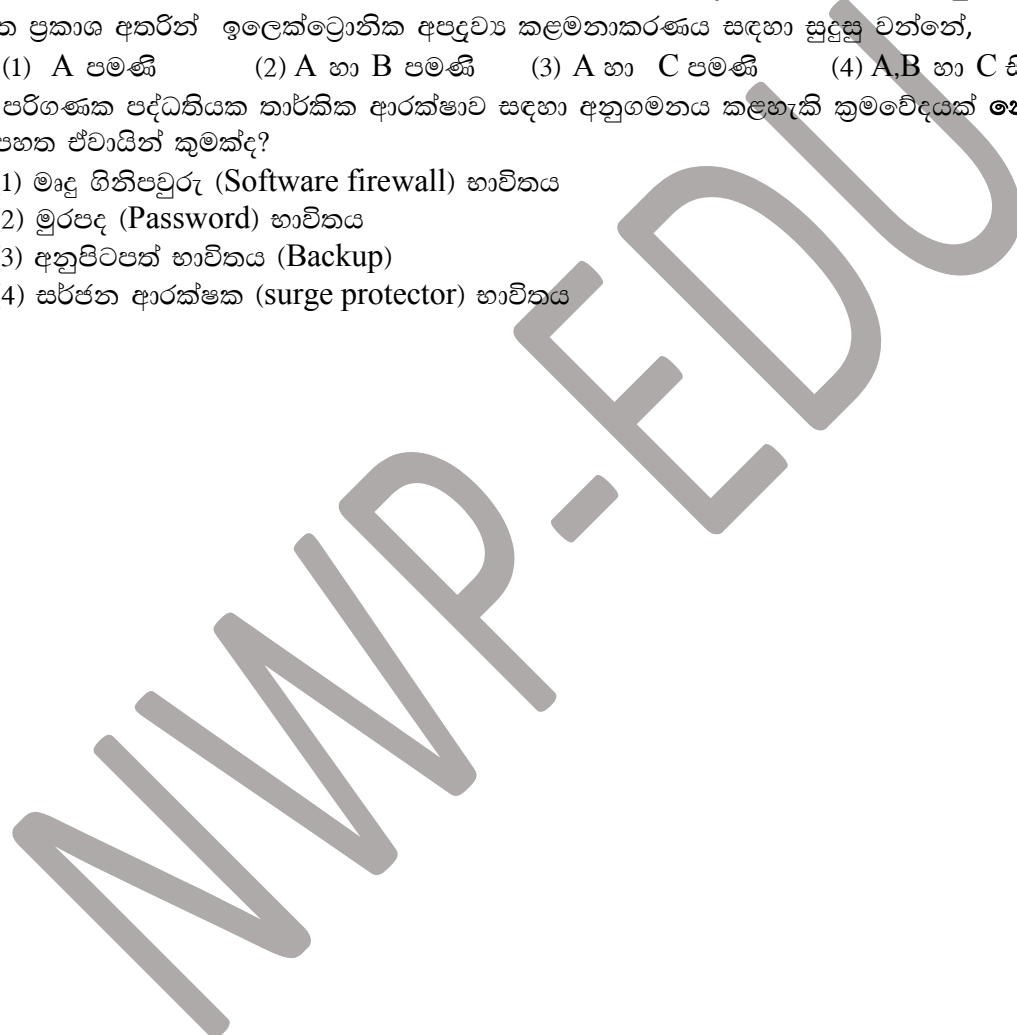 ත ප්‍රකාශ අතරින් ඉලෙක්ට්‍රොනික අපද්‍රව්‍ය කළමනාකරණය සඳහා සුදුසු වන්නේ,
(1) A පමණි (2) A හා B පමණි (3) A හා C පමණි (4) A,B හා C
පරිගණක පද්ධතියක තාර්කික ආරක්ෂාව සඳහා අනුගමනය කළහැකි ක්‍රමවේදයක්
පහත ඒවායින් කුමක්ද?
1) මෘදු ගිනිපවුරු (Software firewall) භාවිතය
2) මුරපද (Password) භාවිතය
3) අනුපිටපත් භාවිතය (Backup)
4) සර්ජන ආරක්ෂක (surge protector) භාවිතය
NWP-EDU